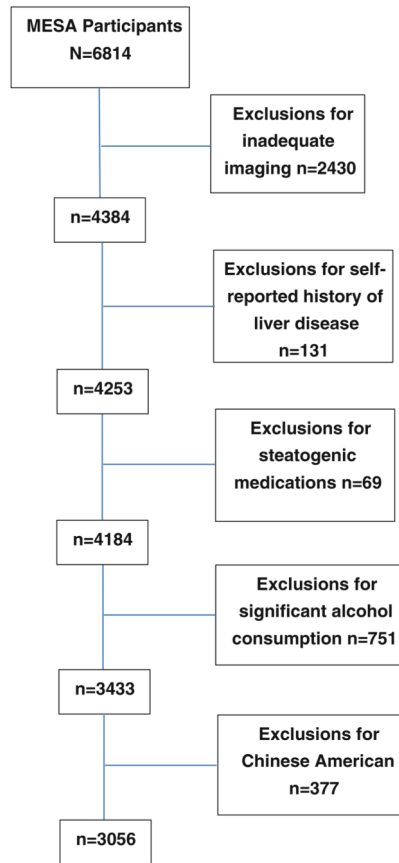 MESA Participants
N=6814
Exclusions for
inadequate
imaging n=2430
n=4384
Exclusions for self-
reported history of
liver disease
n=131
n=4253
Exclusions for
steatogenic
medications n=69
n=4184
Exclusions for
significant alcohol
consumption n=751
n=3433
Exclusions for
Chinese American
n=377
n=3056